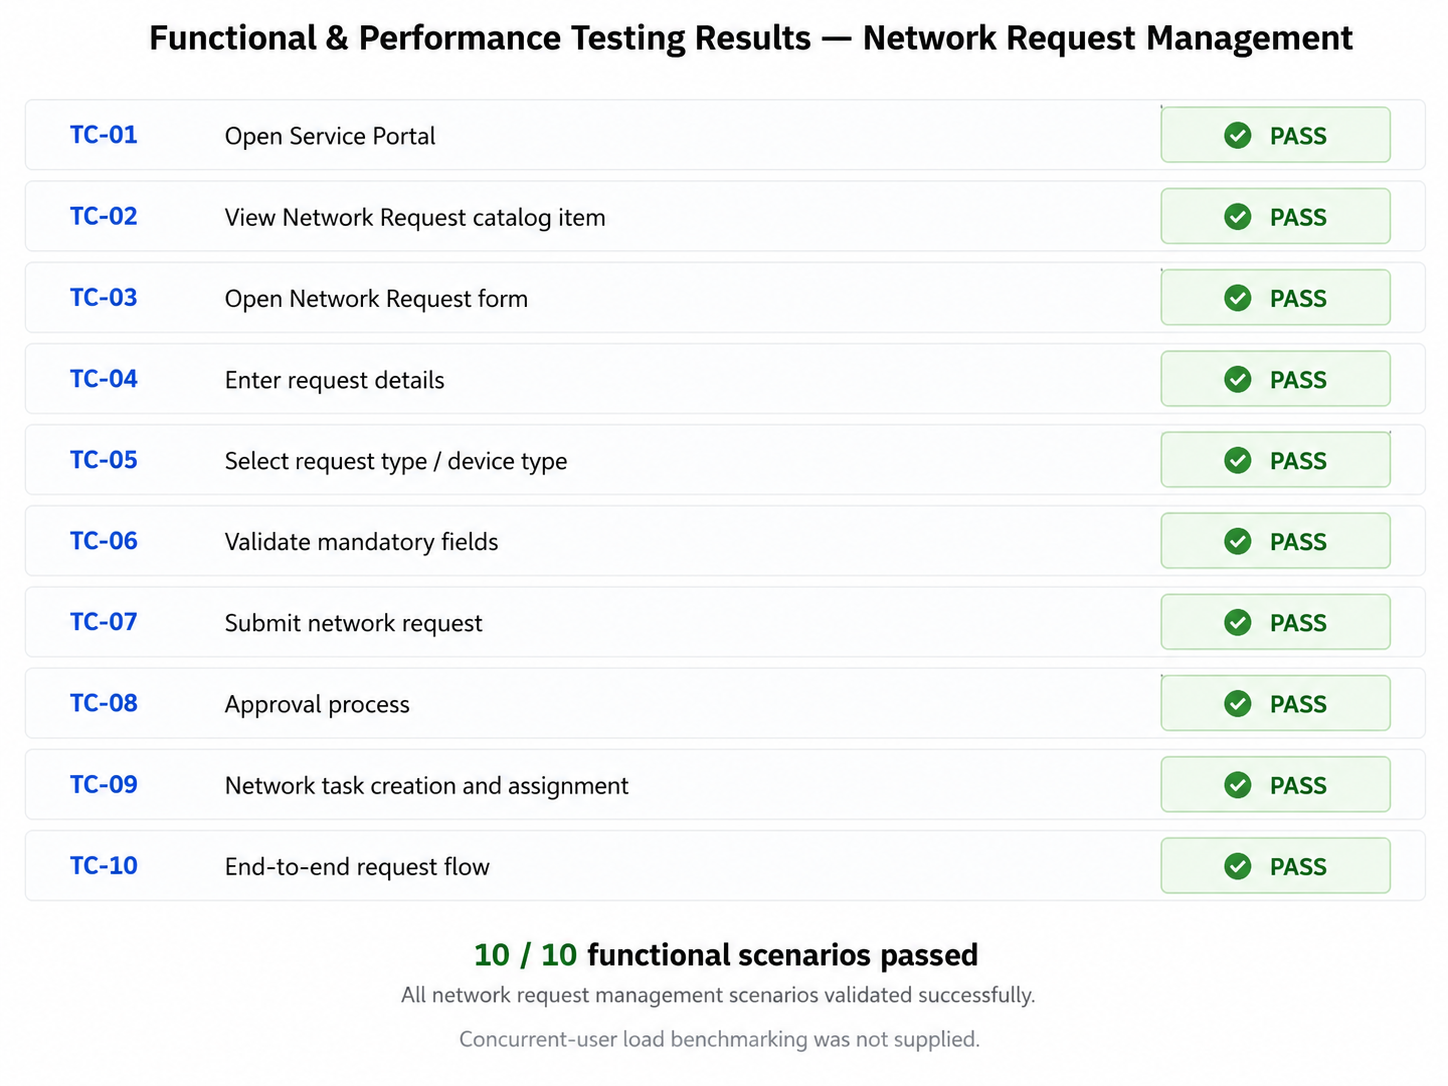 Functional & Performance Testing Results — Network Request Management
TC-01 Open Service Portal PASS
TC-02 View Network Request catalog item PASS
TC-03 Open Network Request form PASS
TC-04 Enter request details PASS
TC-05 Select request type / device type PASS
TC-06 Validate mandatory fields PASS
TC-07 Submit network request PASS
TC-08 Approval process PASS
TC-09 Network task creation and assignment PASS
TC-10 End-to-end request flow PASS
10 / 10 functional scenarios passed
All network request management scenarios validated successfully.
Concurrent-user load benchmarking was not supplied.